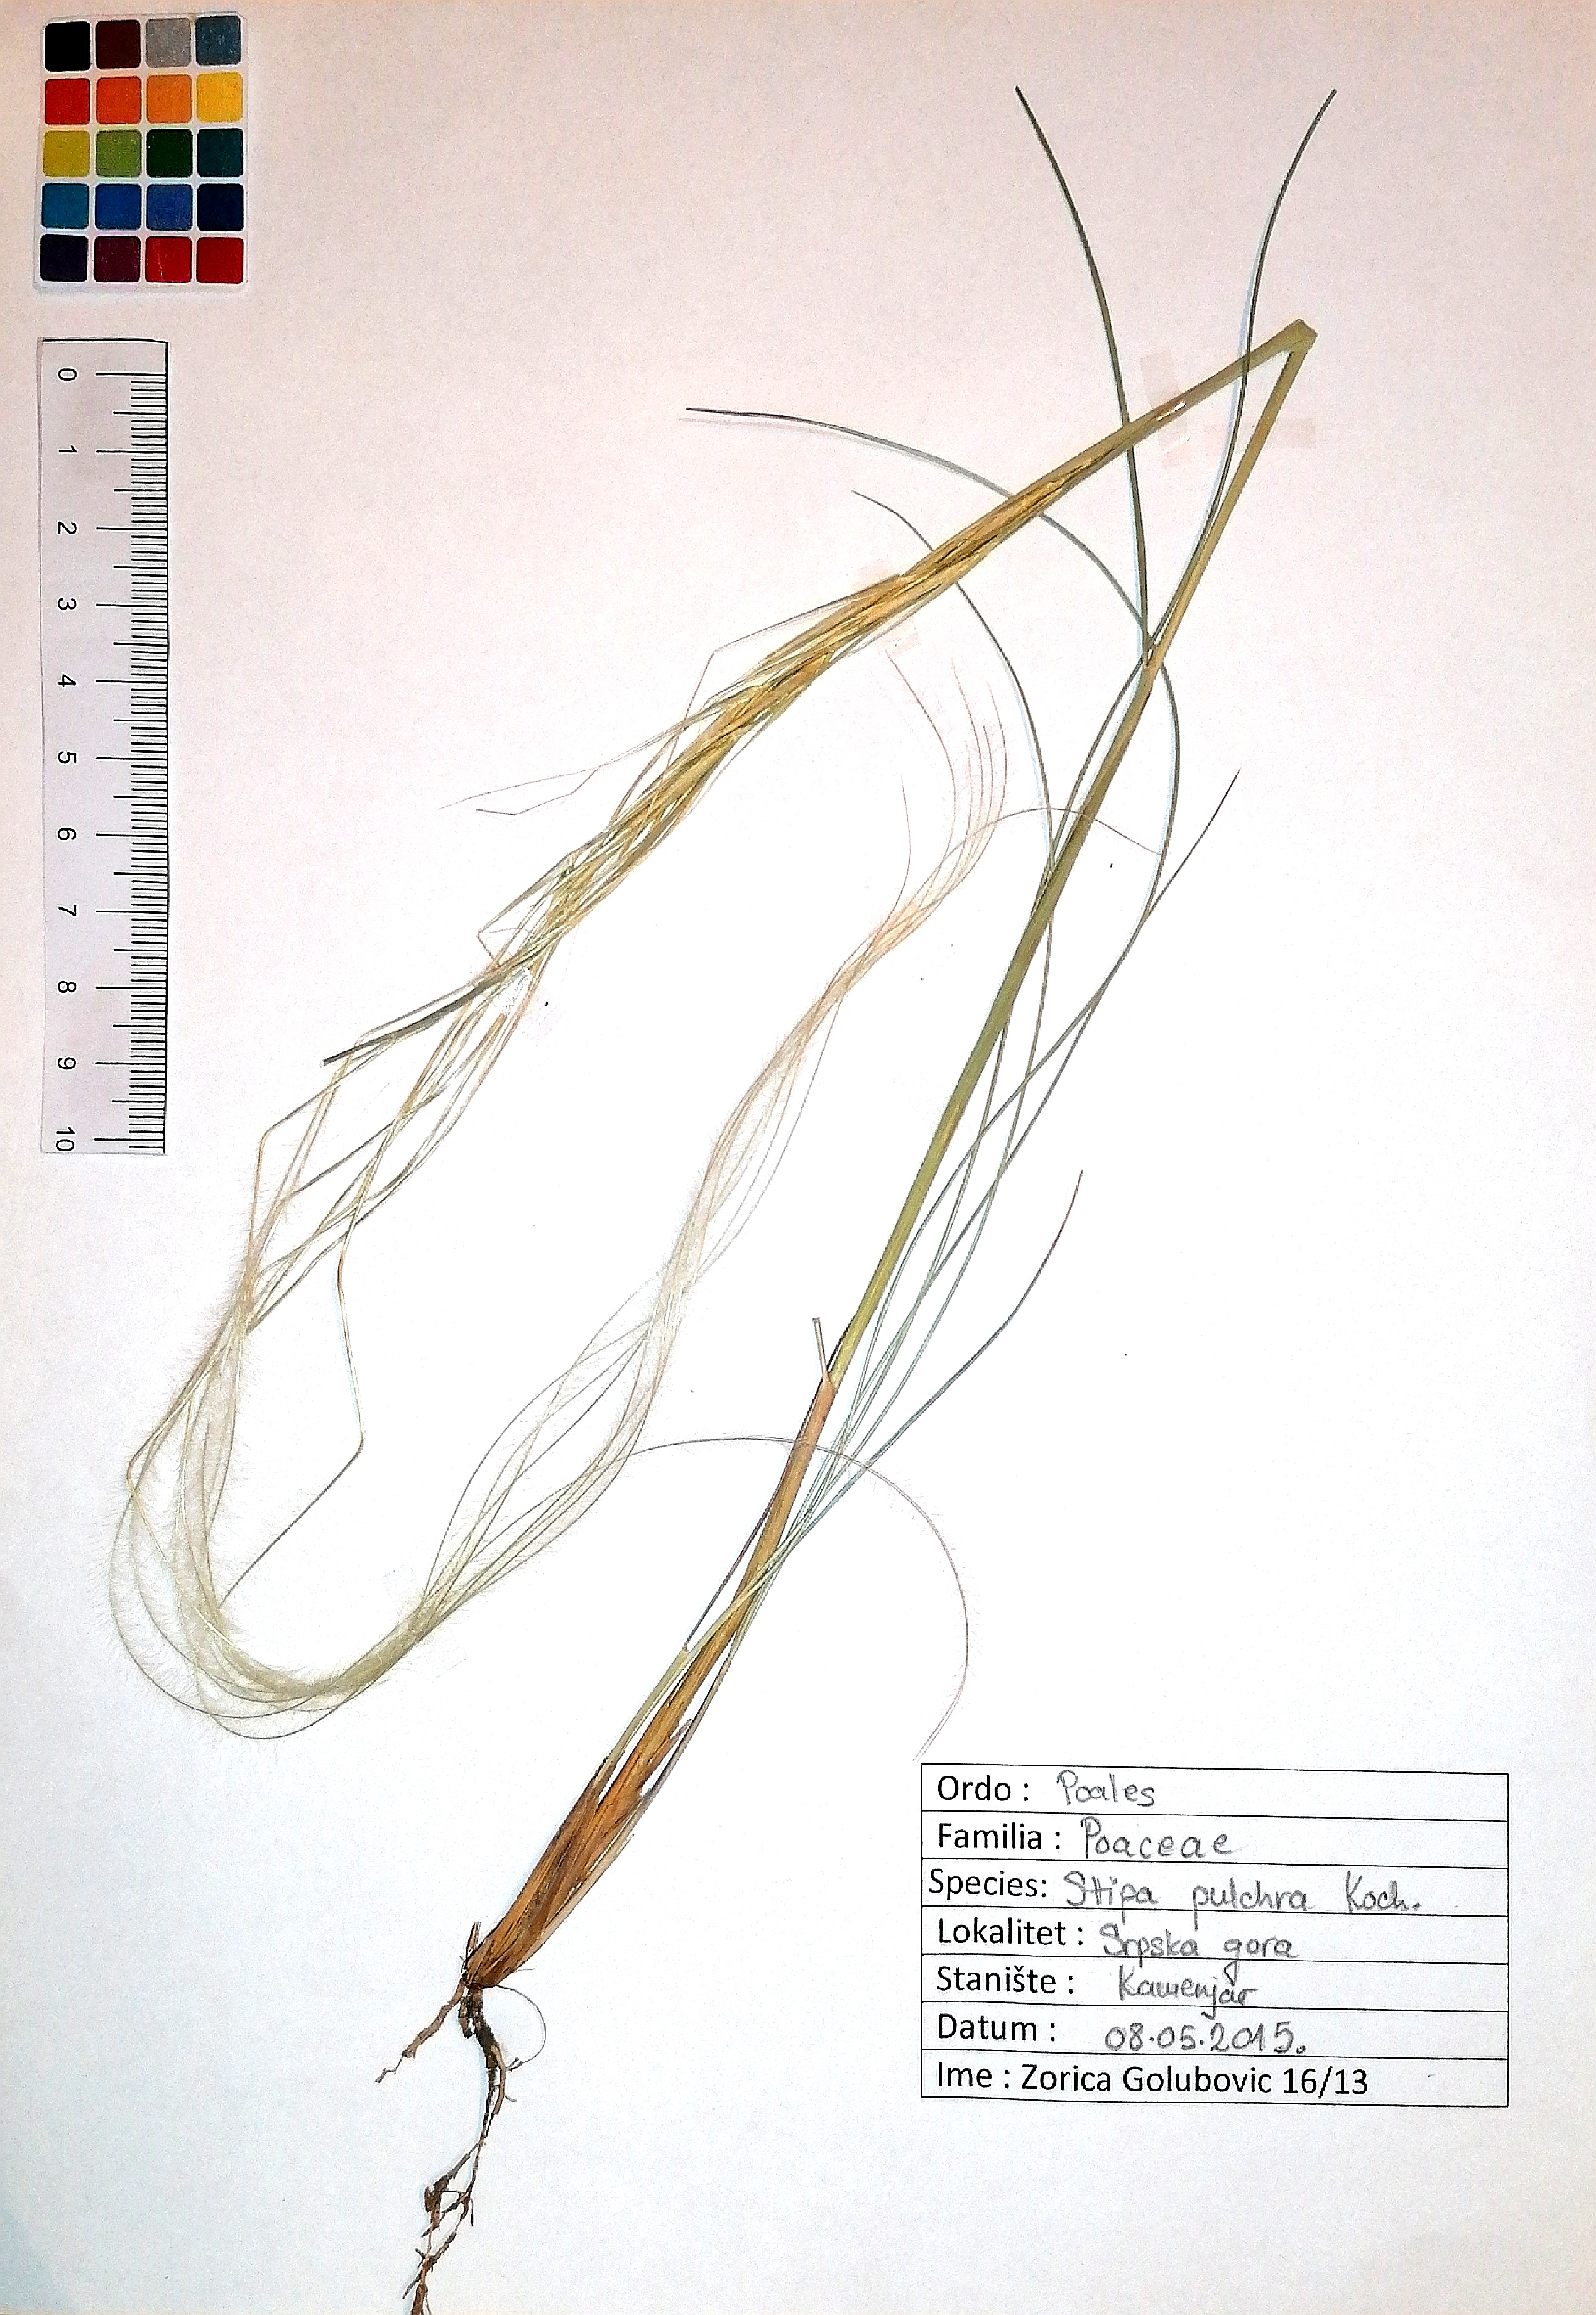 0
1
2
3
4
5
6
7
8
9
10
Ordo : Poales
Familia : Poaceae
Species: Stipa pulchra Koch.
Lokalitet : Srpska gora
Stanište : Kamenjar
Datum : 08.05.2015.
Ime : Zorica Golubovic 16/13